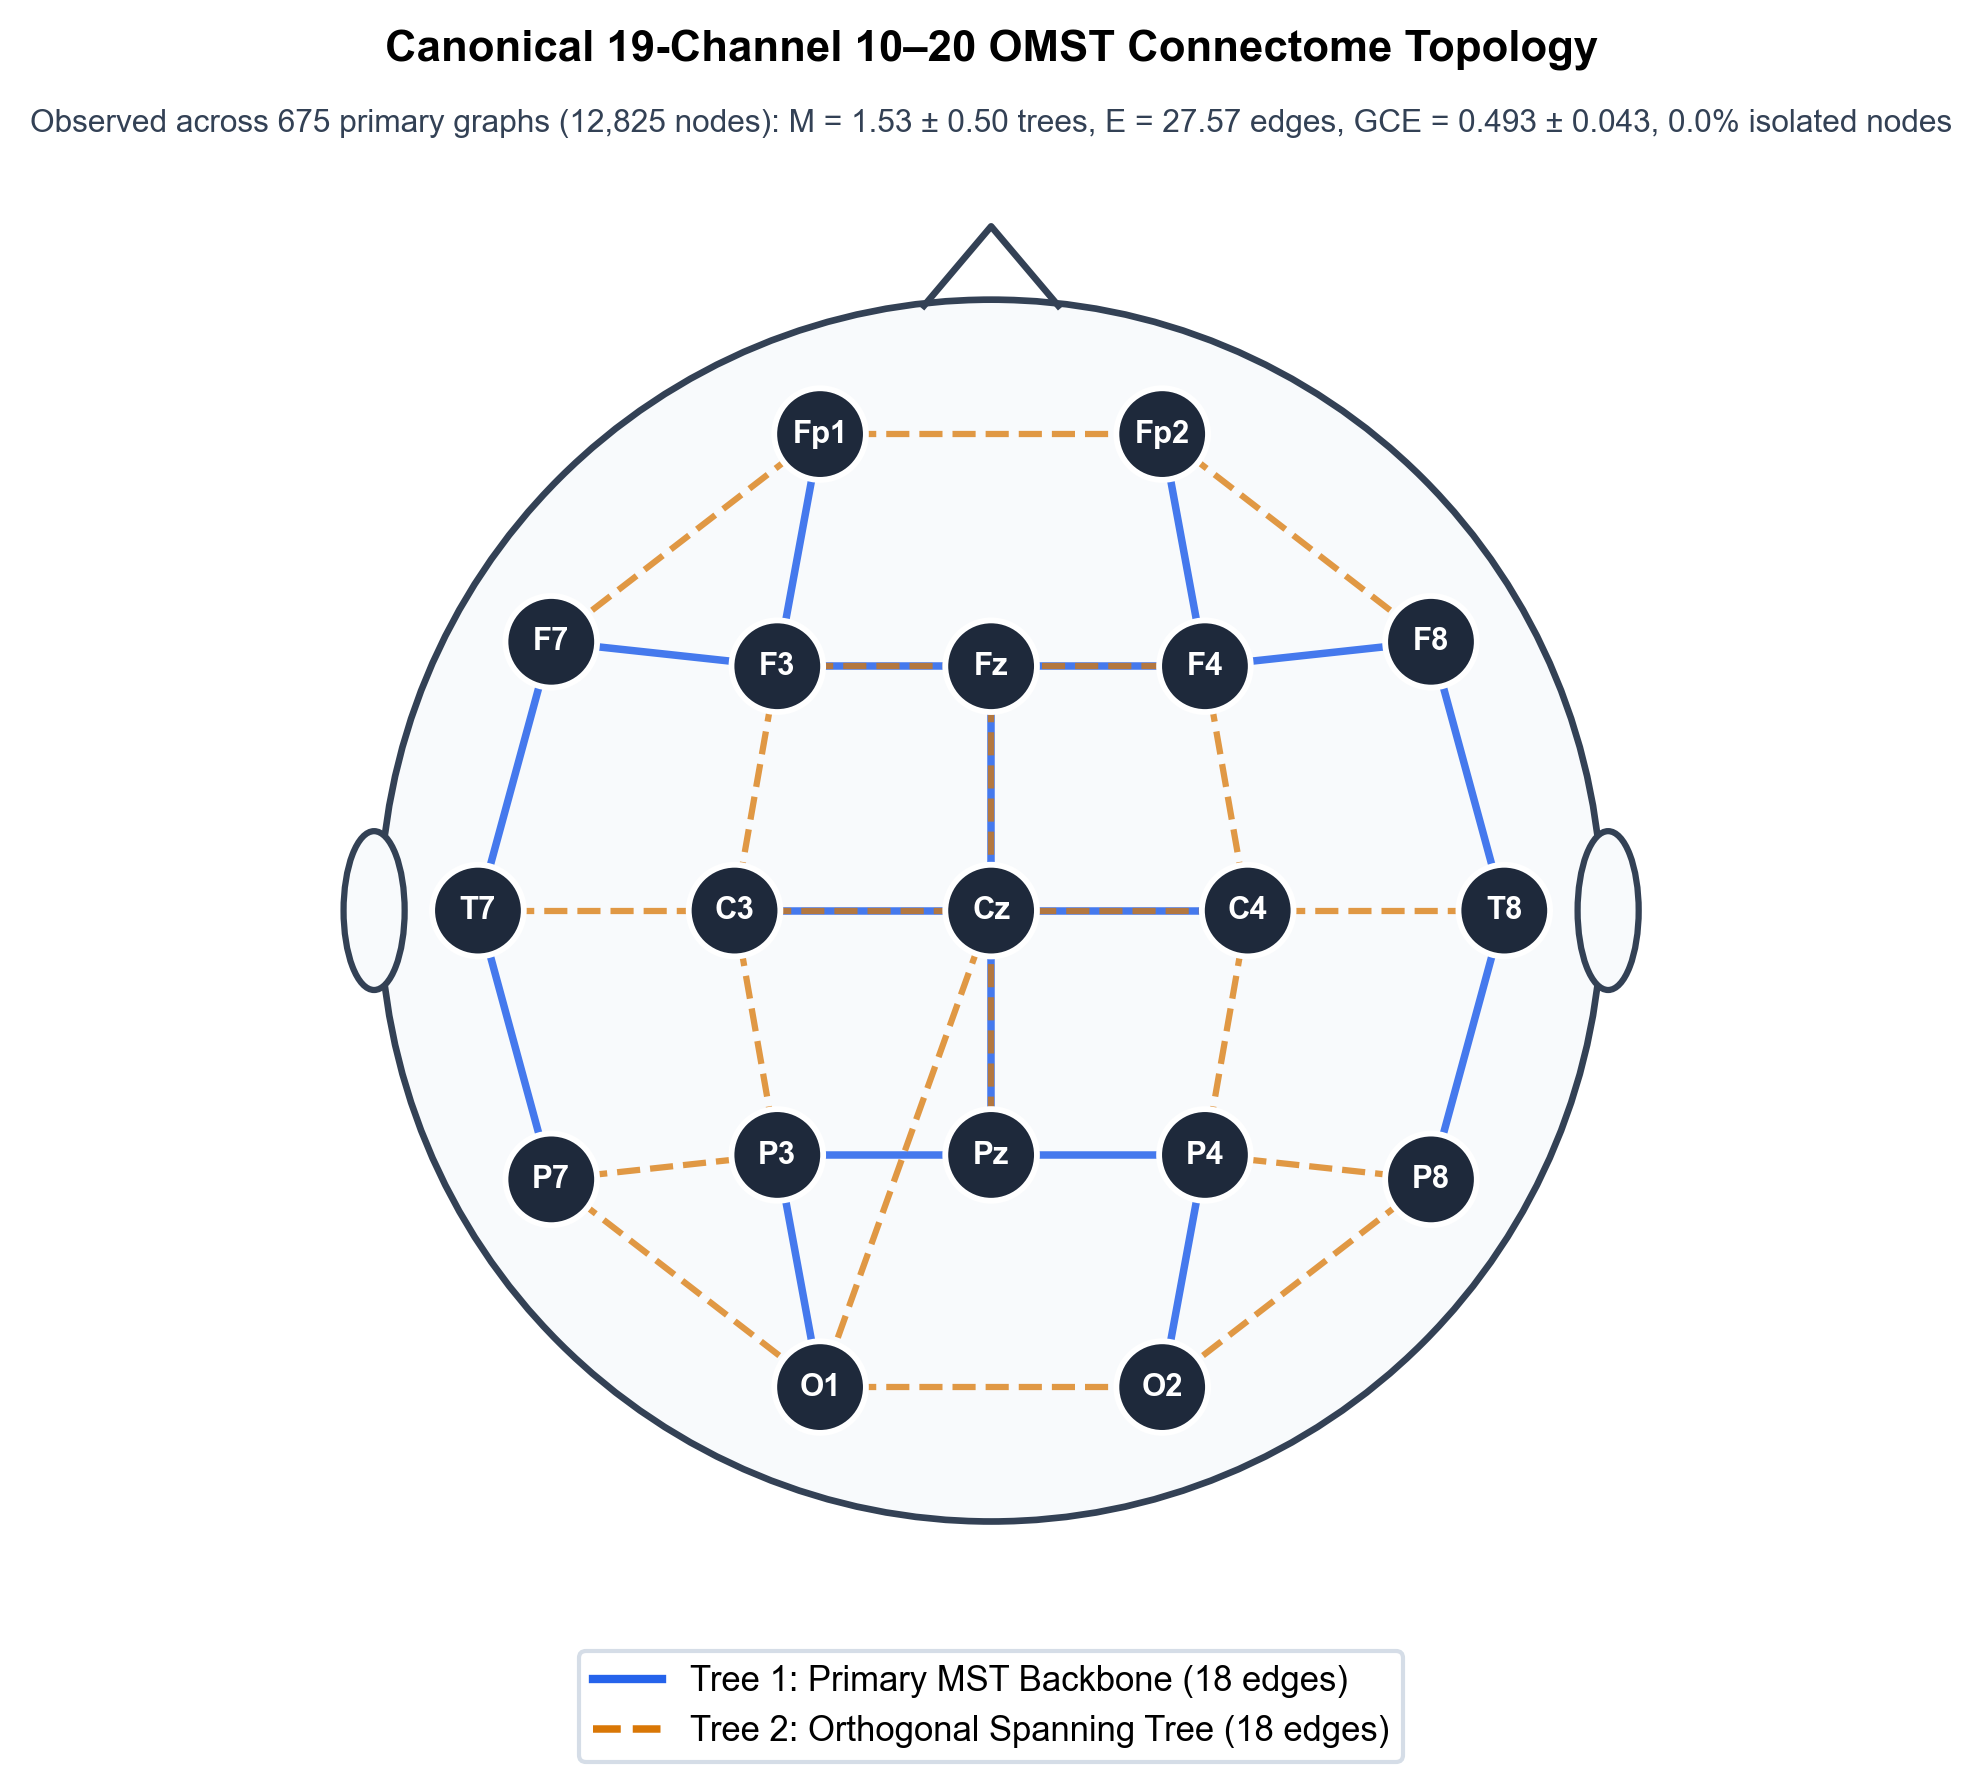 Canonical 19-Channel 10–20 OMST Connectome Topology
Observed across 675 primary graphs (12,825 nodes): M = 1.53 ± 0.50 trees, E = 27.57 edges, GCE = 0.493 ± 0.043, 0.0% isolated nodes
Fp1 Fp2
F7 F3 Fz F4 F8
T7 C3 Cz C4 T8
P7 P3 Pz P4 P8
O1 O2
Tree 1: Primary MST Backbone (18 edges)
Tree 2: Orthogonal Spanning Tree (18 edges)